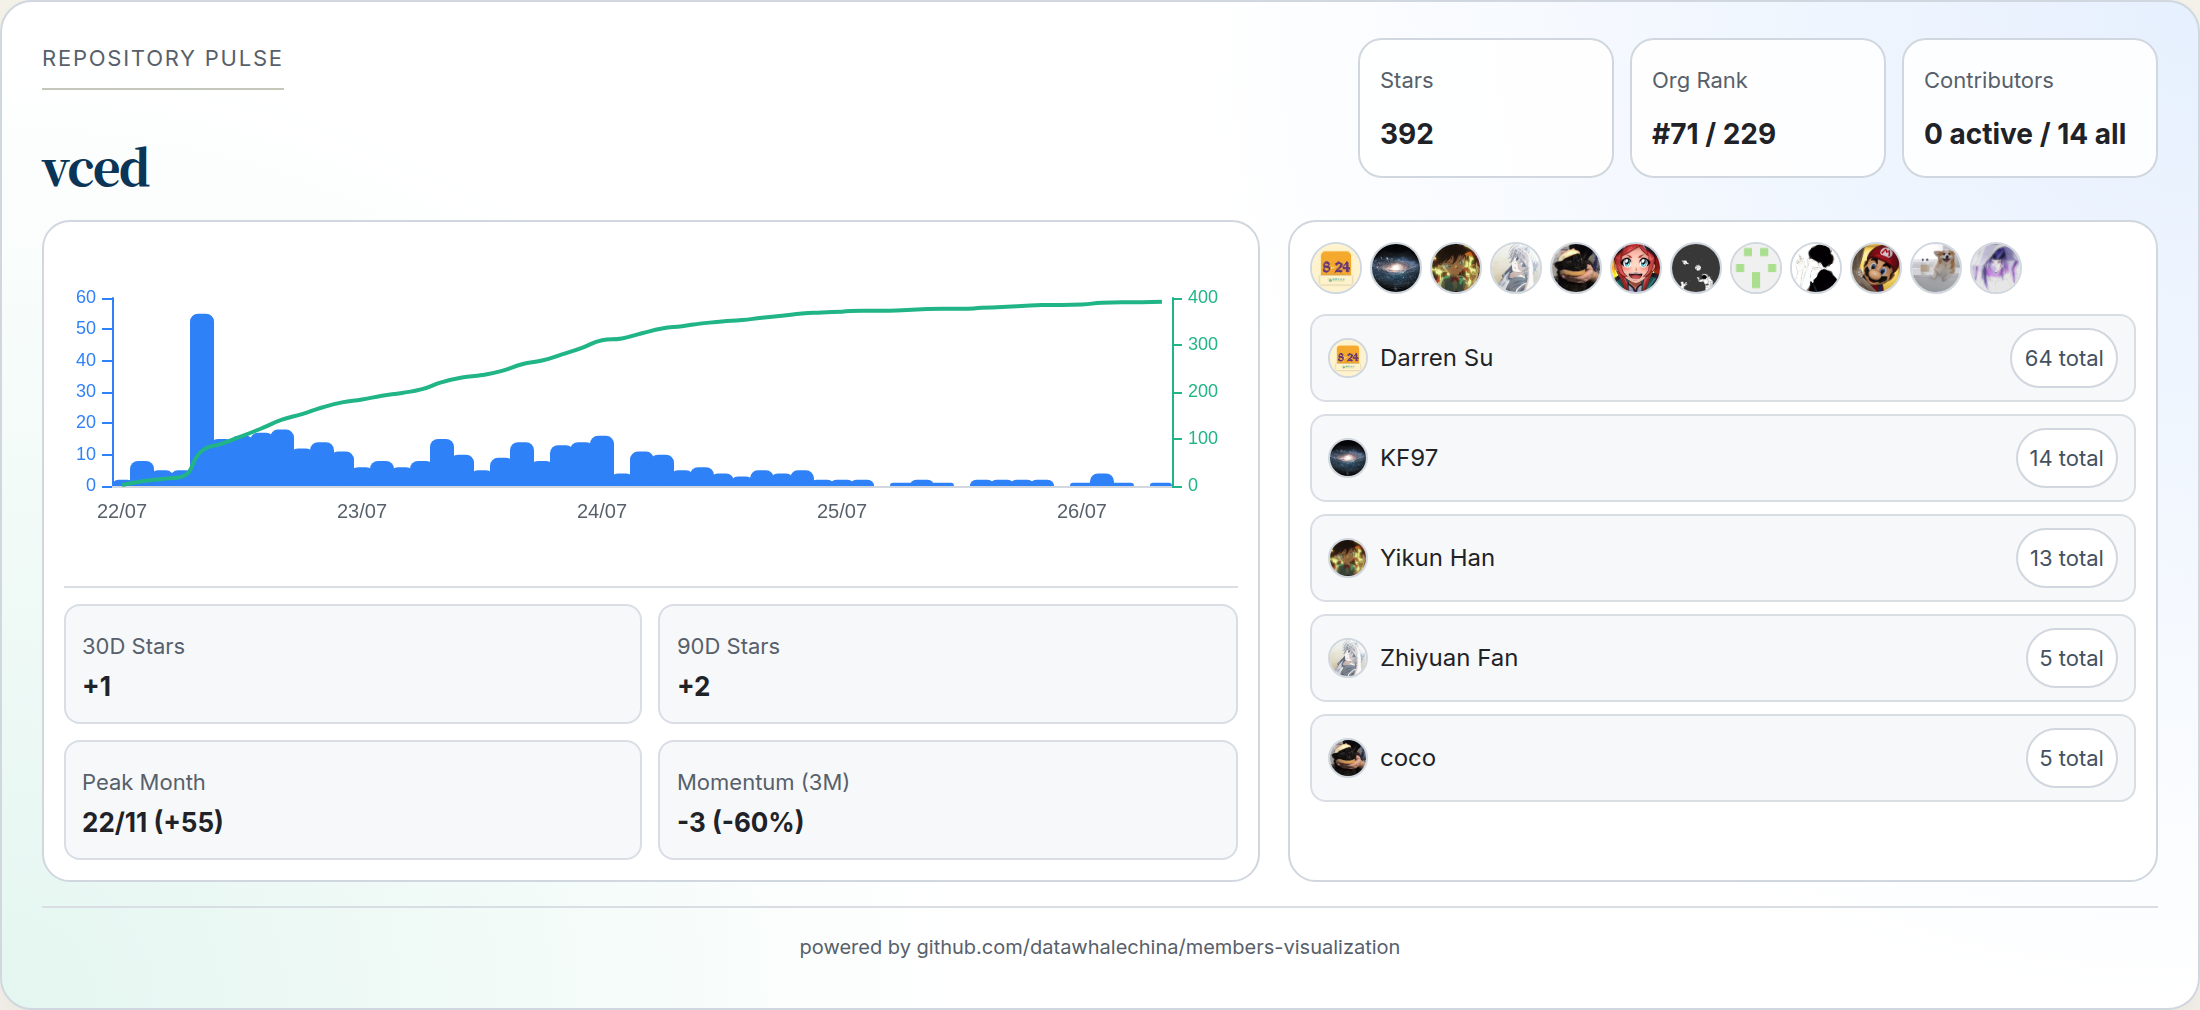 REPOSITORY PULSE
vced
Stars
392
Org Rank
#71 / 229
Contributors
0 active / 14 all
60
50
40
30
20
10
0
400
300
200
100
0
22/07
23/07
24/07
25/07
26/07
30D Stars
+1
90D Stars
+2
Peak Month
22/11 (+55)
Momentum (3M)
-3 (-60%)
8 24
8 24
Darren Su
64 total
KF97
14 total
Yikun Han
13 total
Zhiyuan Fan
5 total
coco
5 total
powered by github.com/datawhalechina/members-visualization